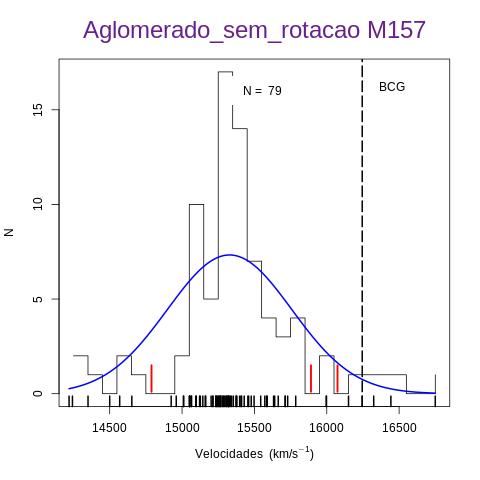 Aglomerado_sem_rotacao M157
N = 79
BCG
N
15
10
5
0
14500 15000 15500 16000 16500
Velocidades (km/s⁻¹)